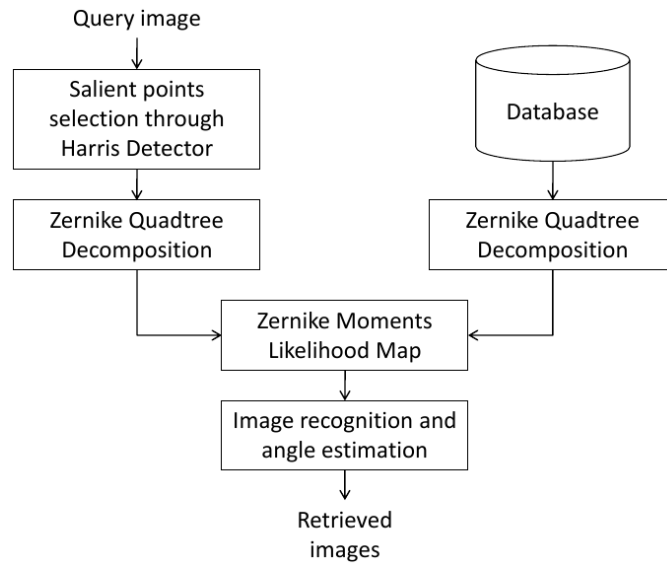 Query image
Salient points
selection through
Harris Detector
Database
Zernike Quadtree
Decomposition
Zernike Quadtree
Decomposition
Zernike Moments
Likelihood Map
Image recognition and
angle estimation
Retrieved
images